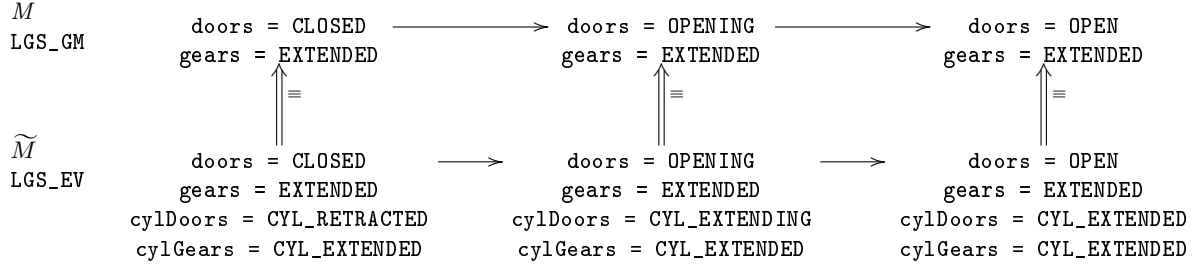 M
LGS_GM
doors = CLOSED
gears = EXTENDED
doors = OPENING
gears = EXTENDED
doors = OPEN
gears = EXTENDED
≡ ≡ ≡
M̃
LGS_EV
doors = CLOSED
gears = EXTENDED
cylDoors = CYL_RETRACTED
cylGears = CYL_EXTENDED
doors = OPENING
gears = EXTENDED
cylDoors = CYL_EXTENDING
cylGears = CYL_EXTENDED
doors = OPEN
gears = EXTENDED
cylDoors = CYL_EXTENDED
cylGears = CYL_EXTENDED